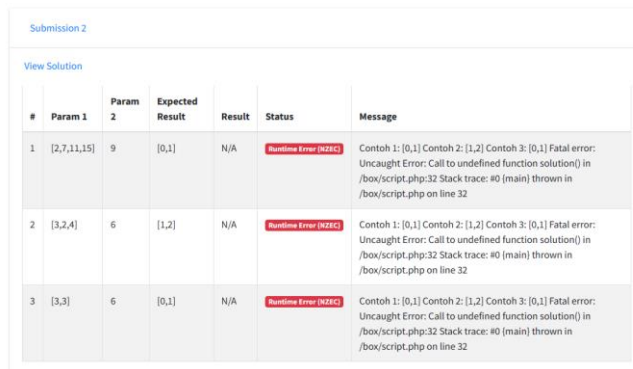 Submission 2
View Solution
# Param 1 Param 2 Expected Result Result Status Message
1 [2,7,11,15] 9 [0,1] N/A Runtime Error (NZEC) Contoh 1: [0,1] Contoh 2: [1,2] Contoh 3: [0,1] Fatal error:
Uncaught Error: Call to undefined function solution() in
/box/script.php:32 Stack trace: #0 {main} thrown in
/box/script.php on line 32
2 [3,2,4] 6 [1,2] N/A Runtime Error (NZEC) Contoh 1: [0,1] Contoh 2: [1,2] Contoh 3: [0,1] Fatal error:
Uncaught Error: Call to undefined function solution() in
/box/script.php:32 Stack trace: #0 {main} thrown in
/box/script.php on line 32
3 [3,3] 6 [0,1] N/A Runtime Error (NZEC) Contoh 1: [0,1] Contoh 2: [1,2] Contoh 3: [0,1] Fatal error:
Uncaught Error: Call to undefined function solution() in
/box/script.php:32 Stack trace: #0 {main} thrown in
/box/script.php on line 32